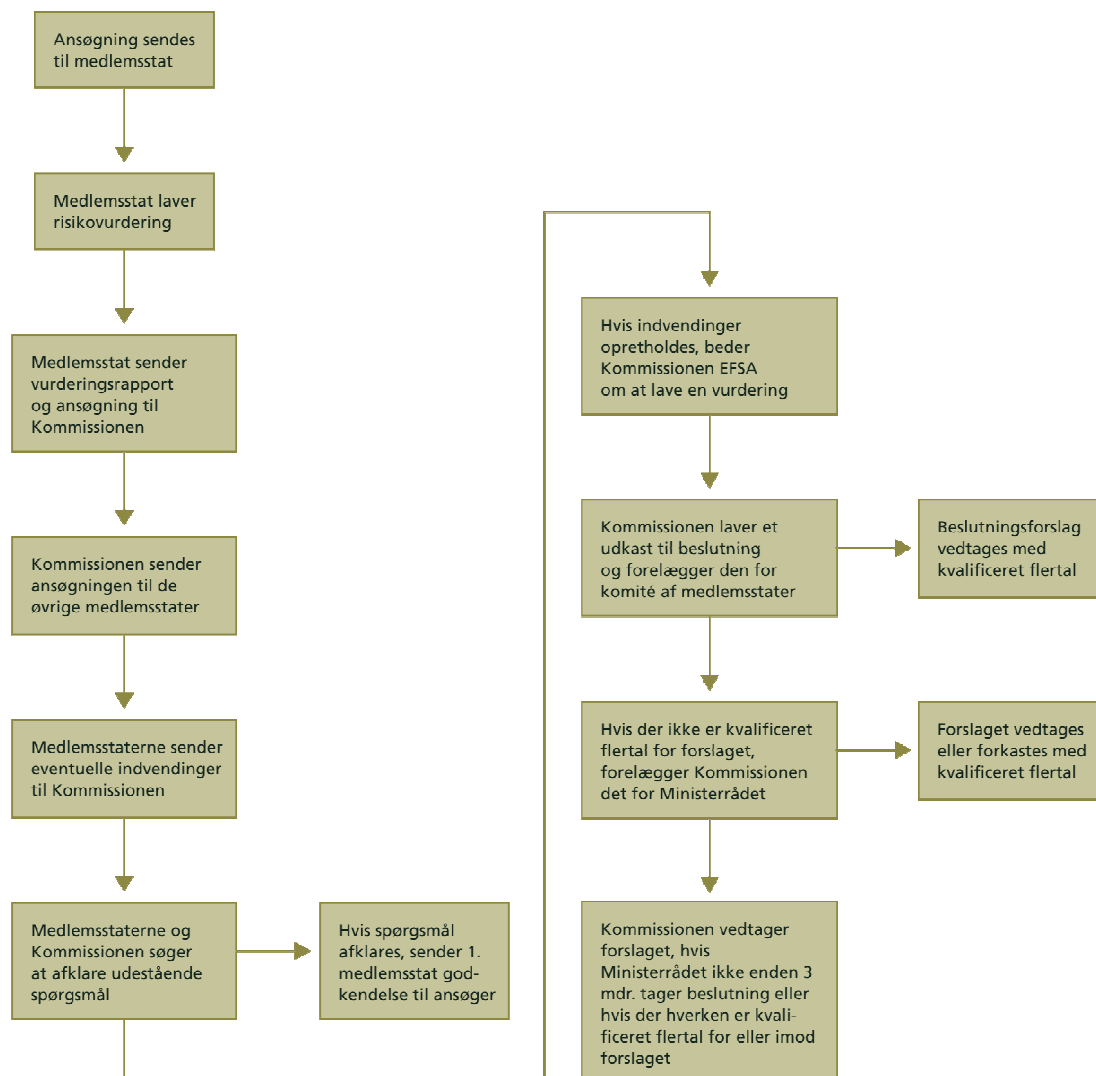 Ansøgning sendes
til medlemsstat
Medlemsstat laver
risikovurdering
Medlemsstat sender
vurderingsrapport
og ansøgning til
Kommissionen
Kommissionen sender
ansøgningen til de
øvrige medlemsstater
Medlemsstaterne sender
eventuelle indvendinger
til Kommissionen
Medlemsstaterne og
Kommissionen søger
at afklare udestående
spørgsmål
Hvis spørgsmål
afklares, sender 1.
medlemsstat god-
kendelse til ansøger
Hvis indvendinger
opretholdes, beder
Kommissionen EFSA
om at lave en vurdering
Kommissionen laver et
udkast til beslutning
og forelægger den for
komité af medlemsstater
Beslutningsforslag
vedtages med
kvalificeret flertal
Hvis der ikke er kvalificeret
flertal for forslaget,
forelægger Kommissionen
det for Ministerrådet
Forslaget vedtages
eller forkastes med
kvalificeret flertal
Kommissionen vedtager
forslaget, hvis
Ministerrådet ikke enden 3
mdr. tager beslutning eller
hvis der hverken er kvali-
ficeret flertal for eller imod
forslaget